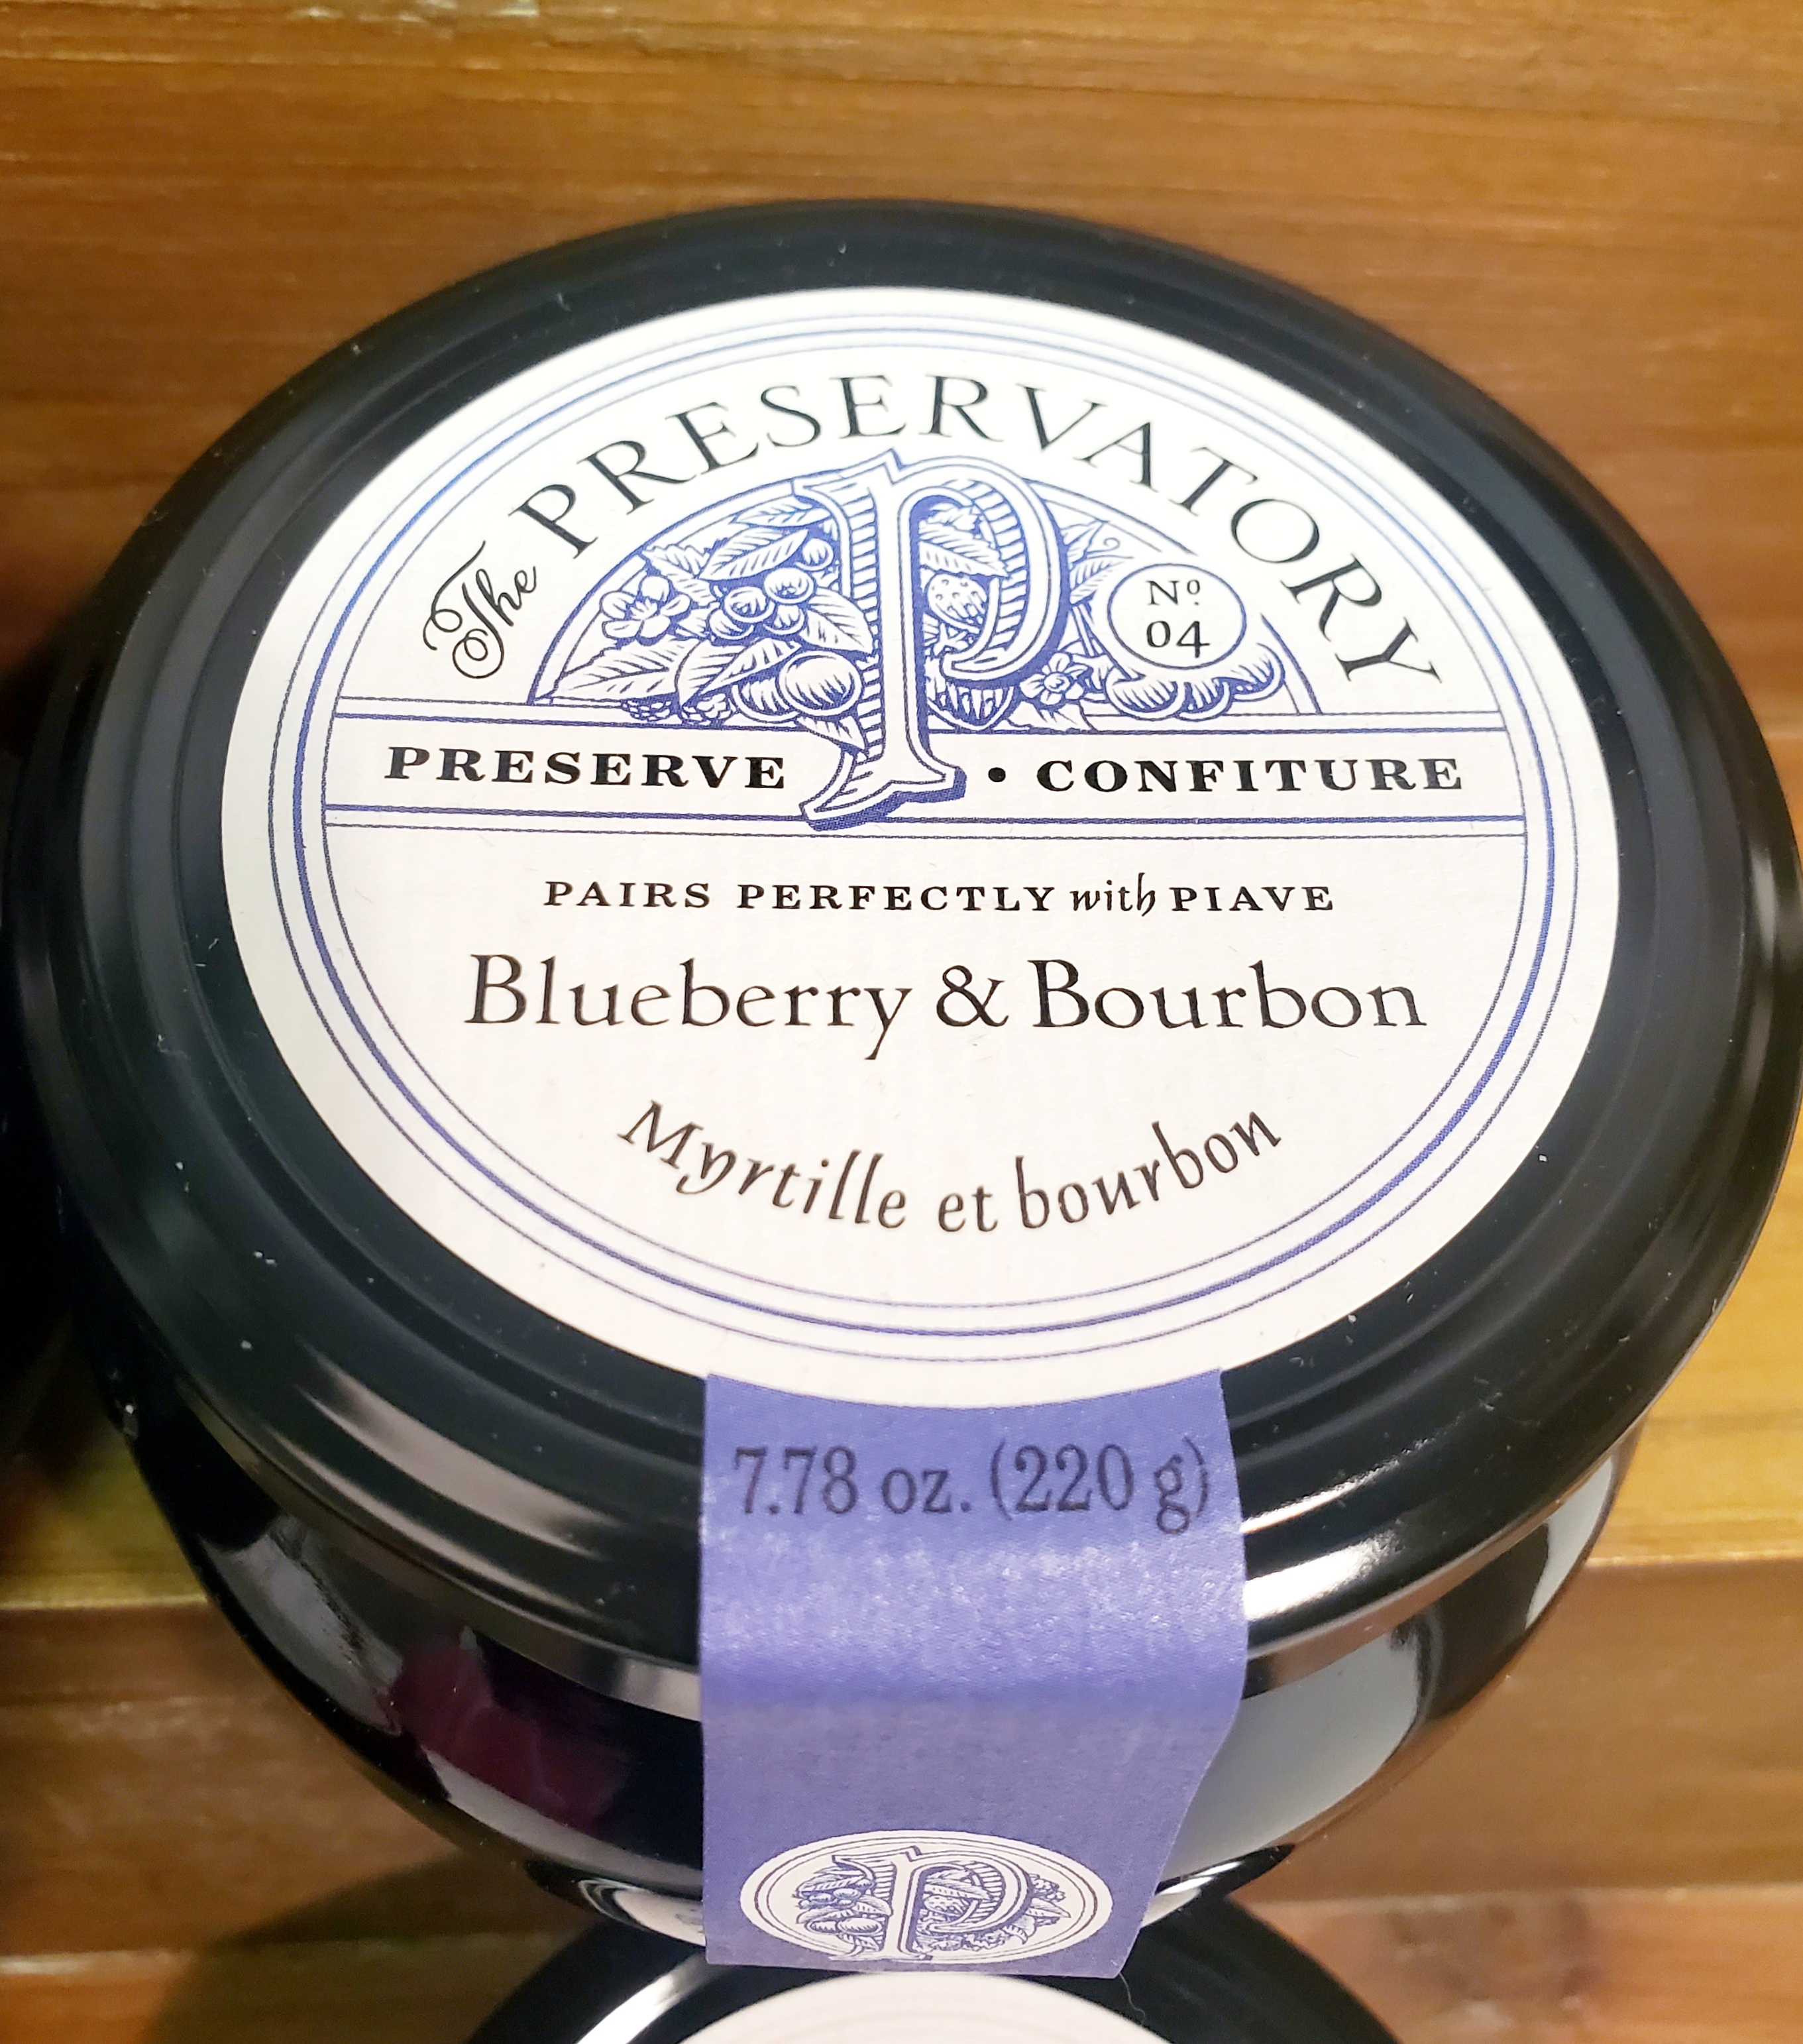 The PRESERVATORY
P
Nº
04
PRESERVE • CONFITURE
PAIRS PERFECTLY with PIAVE
Blueberry & Bourbon
Myrtille et bourbon
7.78 oz. (220 g)
P